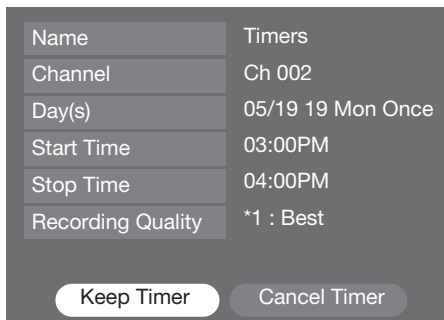 Name Timers
Channel Ch 002
Day(s) 05/19 19 Mon Once
Start Time 03:00PM
Stop Time 04:00PM
Recording Quality *1 : Best
Keep Timer Cancel Timer